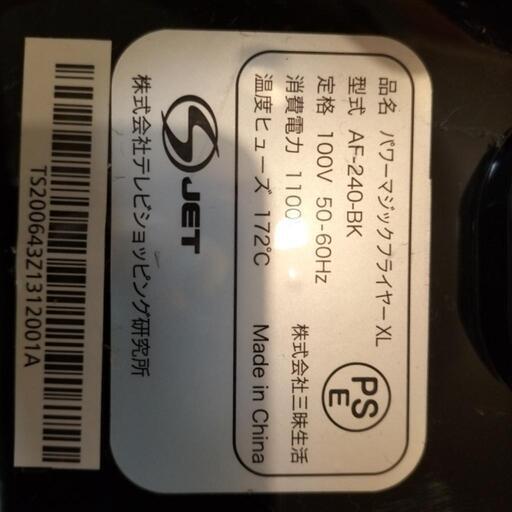 品名 パワーマジックフライヤー XL
型式 AF-240-BK
定格 100V 50-60Hz
消費電力 1100
温度ヒューズ 172℃
PS
E
株式会社三昧生活
Made in China
JET
株式会社テレビショッピング研究所
TS200643Z1312001A